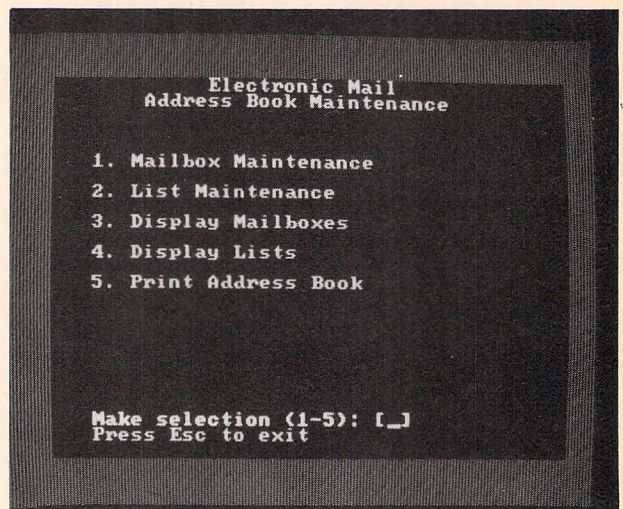 Electronic Mail
Address Book Maintenance
1. Mailbox Maintenance
2. List Maintenance
3. Display Mailboxes
4. Display Lists
5. Print Address Book
Make selection (1-5): [_]
Press Esc to exit